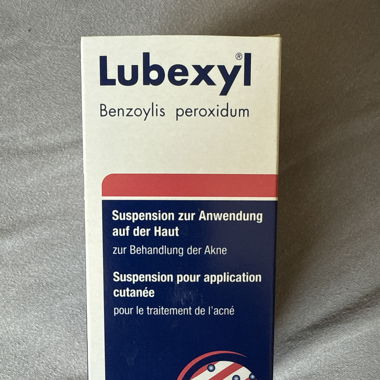 Lubexyl®
Benzoylis peroxidum
Suspension zur Anwendung
auf der Haut
zur Behandlung der Akne
Suspension pour application
cutanée
pour le traitement de l'acné